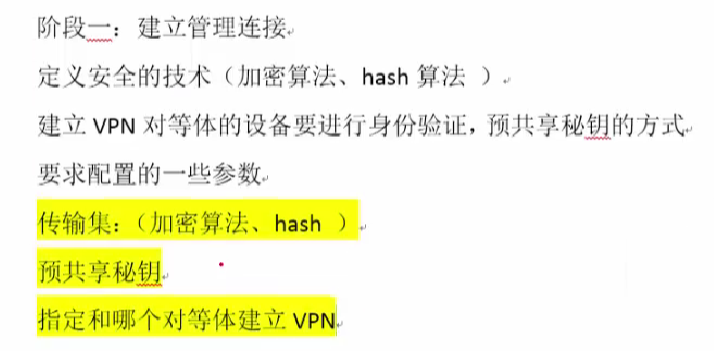 阶段一：建立管理连接
定义安全的技术（加密算法、hash 算法 ）
建立 VPN 对等体的设备要进行身份验证，预共享秘钥的方式
要求配置的一些参数
传输集：（加密算法、hash ）
预共享秘钥
指定和哪个对等体建立 VPN